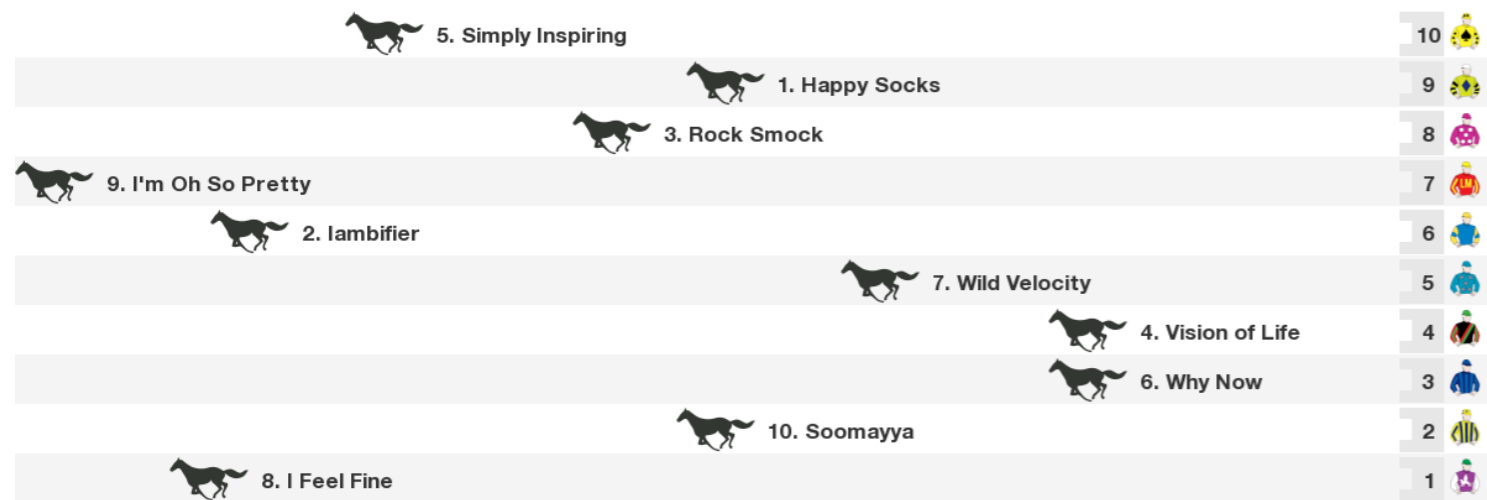 5. Simply Inspiring 10
1. Happy Socks 9
3. Rock Smock 8
9. I'm Oh So Pretty 7 LM
2. Iambifier 6
7. Wild Velocity 5
4. Vision of Life 4
6. Why Now 3
10. Soomayya 2
8. I Feel Fine 1